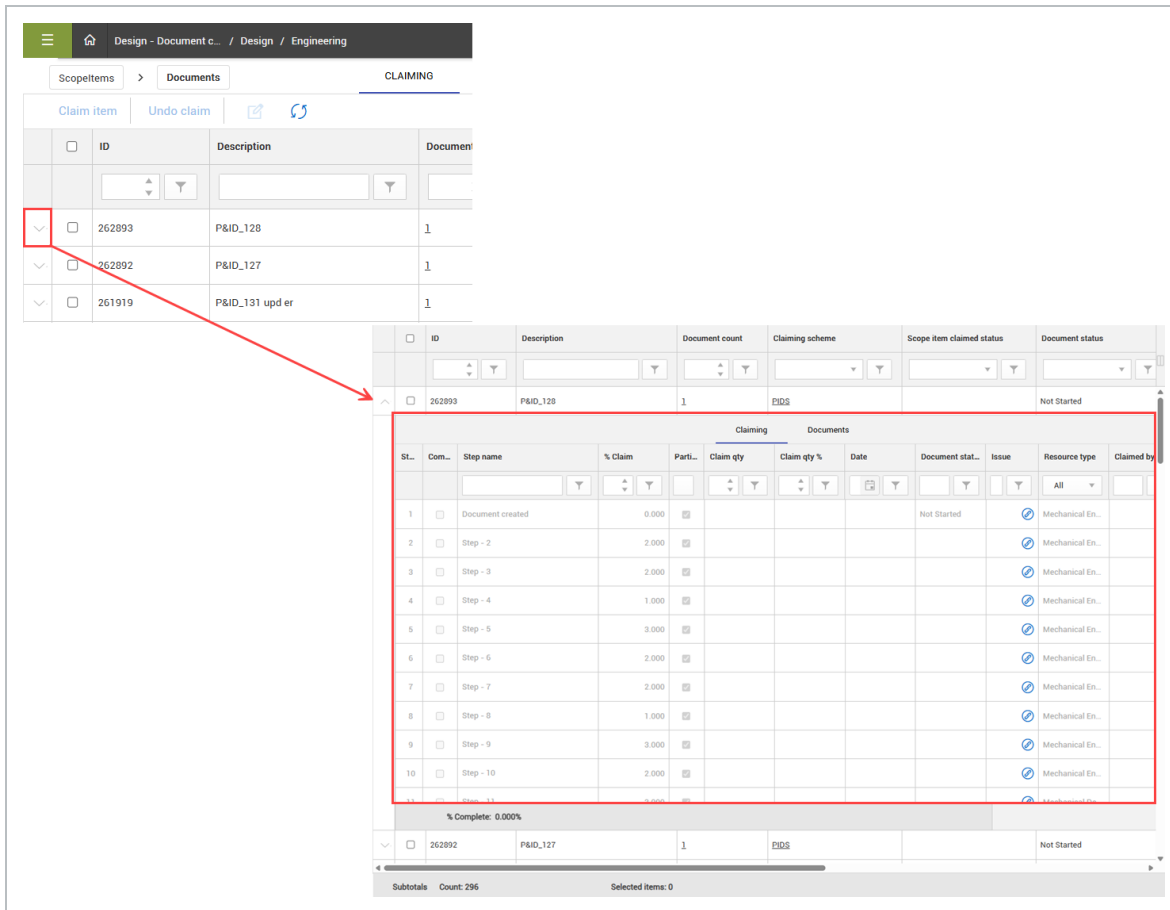 Design - Document c... / Design / Engineering
ScopeItems > Documents CLAIMING
Claim item Undo claim
ID Description Document
262893 P&ID_128 1
262892 P&ID_127 1
261919 P&ID_131 upd er 1
ID Description Document count Claiming scheme Scope item claimed status Document status
262893 P&ID_128 1 PIDS Not Started
Claiming Documents
St... Com... Step name % Claim Parti... Claim qty Claim qty % Date Document stat... Issue Resource type Claimed by
All
1 Document created 0.000 Not Started Mechanical En...
2 Step - 2 2.000 Mechanical En...
3 Step - 3 2.000 Mechanical En...
4 Step - 4 1.000 Mechanical En...
5 Step - 5 3.000 Mechanical En...
6 Step - 6 2.000 Mechanical En...
7 Step - 7 2.000 Mechanical En...
8 Step - 8 1.000 Mechanical En...
9 Step - 9 3.000 Mechanical En...
10 Step - 10 2.000 Mechanical En...
11 Step - 11
% Complete: 0.000%
262892 P&ID_127 1 PIDS Not Started
Subtotals Count: 296 Selected items: 0